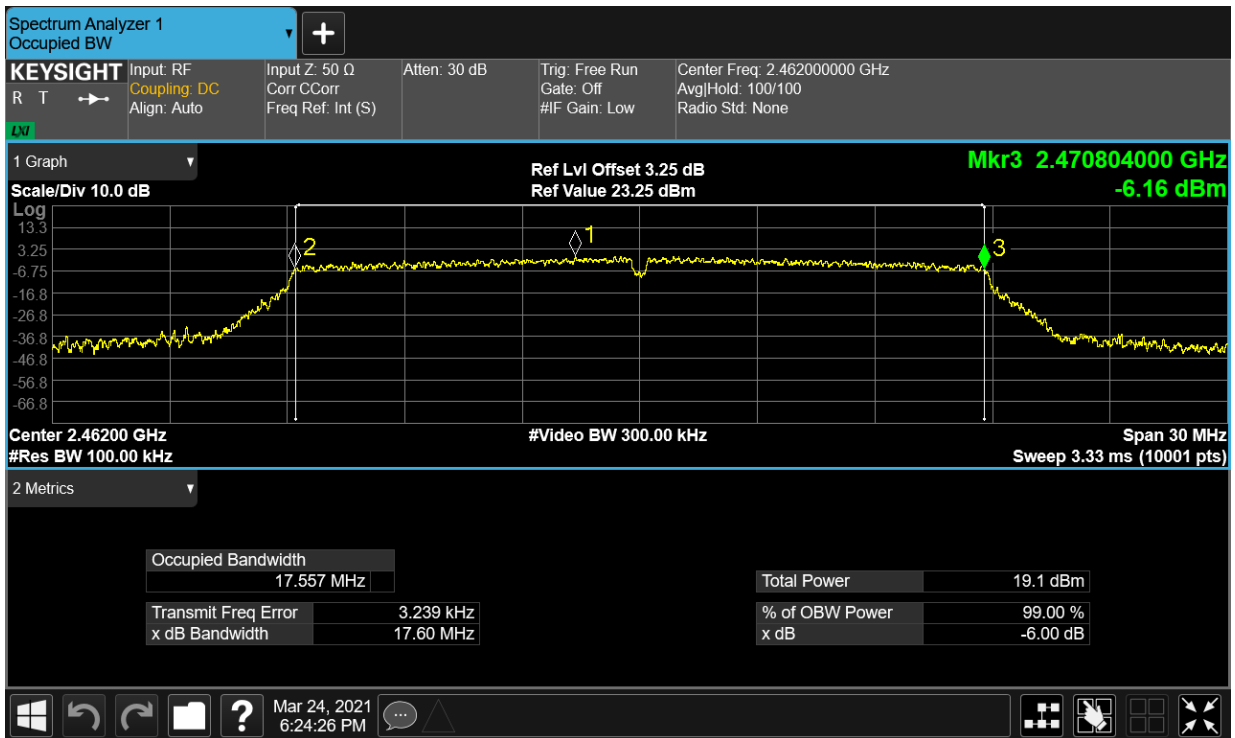 Spectrum Analyzer 1
Occupied BW
KEYSIGHT
R T
LXI
Input: RF
Coupling: DC
Align: Auto
Input Z: 50 Ω
Corr CCorr
Freq Ref: Int (S)
Atten: 30 dB
Trig: Free Run
Gate: Off
#IF Gain: Low
Center Freq: 2.462000000 GHz
Avg|Hold: 100/100
Radio Std: None
1 Graph
Scale/Div 10.0 dB
Ref Lvl Offset 3.25 dB
Ref Value 23.25 dBm
Mkr3 2.470804000 GHz
-6.16 dBm
Log
13.3
3.25
-6.75
-16.8
-26.8
-36.8
-46.8
-56.8
-66.8
2
1
3
Center 2.46200 GHz
#Res BW 100.00 kHz
#Video BW 300.00 kHz
Span 30 MHz
Sweep 3.33 ms (10001 pts)
2 Metrics
Occupied Bandwidth
17.557 MHz
Transmit Freq Error 3.239 kHz
x dB Bandwidth 17.60 MHz
Total Power 19.1 dBm
% of OBW Power 99.00 %
x dB -6.00 dB
?
Mar 24, 2021
6:24:26 PM